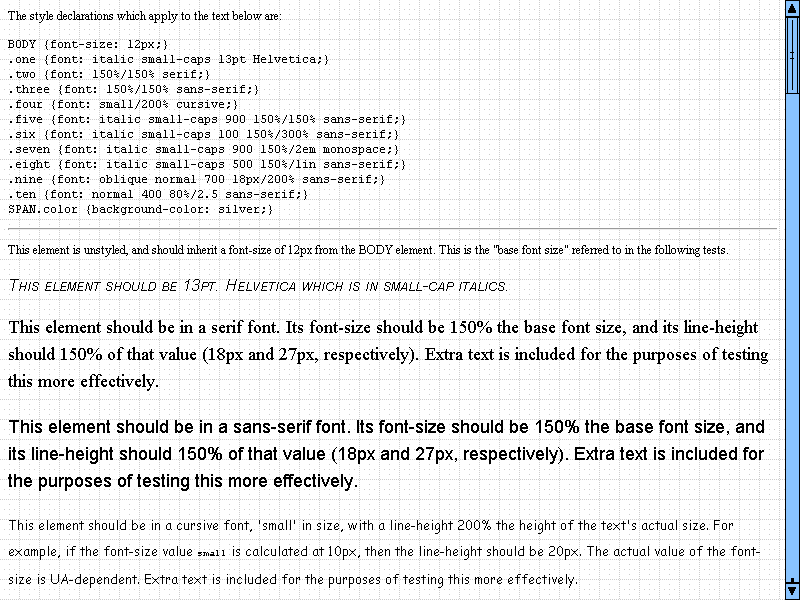 The style declarations which apply to the text below are:
BODY {font-size: 12px;}
.one {font: italic small-caps 13pt Helvetica;}
.two {font: 150%/150% serif;}
.three {font: 150%/150% sans-serif;}
.four {font: small/200% cursive;}
.five {font: italic small-caps 900 150%/150% sans-serif;}
.six {font: italic small-caps 100 150%/300% sans-serif;}
.seven {font: italic small-caps 900 150%/2em monospace;}
.eight {font: italic small-caps 500 150%/1in sans-serif;}
.nine {font: oblique normal 700 18px/200% sans-serif;}
.ten {font: normal 400 80%/2.5 sans-serif;}
SPAN.color {background-color: silver;}
This element is unstyled, and should inherit a font-size of 12px from the BODY element. This is the "base font size" referred to in the following tests.
This element should be 13pt. Helvetica which is in small-cap italics.
This element should be in a serif font. Its font-size should be 150% the base font size, and its line-height
should 150% of that value (18px and 27px, respectively). Extra text is included for the purposes of testing
this more effectively.
This element should be in a sans-serif font. Its font-size should be 150% the base font size, and
its line-height should 150% of that value (18px and 27px, respectively). Extra text is included for
the purposes of testing this more effectively.
This element should be in a cursive font, 'small' in size, with a line-height 200% the height of the text's actual size. For
example, if the font-size value small is calculated at 10px, then the line-height should be 20px. The actual value of the font-
size is UA-dependent. Extra text is included for the purposes of testing this more effectively.